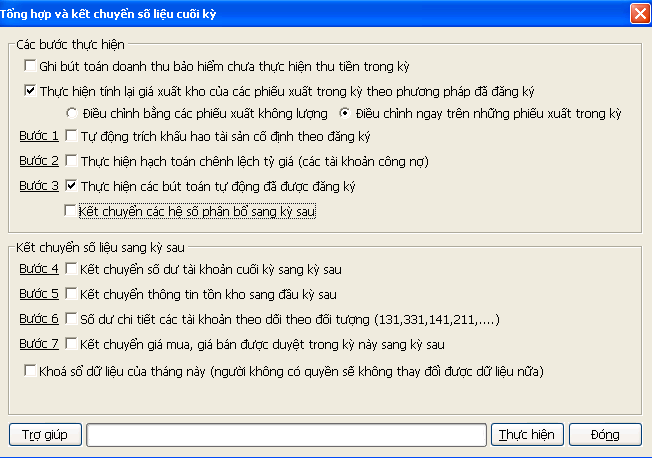 Tổng hợp và kết chuyển số liệu cuối kỳ
Các bước thực hiện
Ghi bút toán doanh thu bảo hiểm chưa thực hiện thu tiền trong kỳ
Thực hiện tính lại giá xuất kho của các phiếu xuất trong kỳ theo phương pháp đã đăng ký
Điều chỉnh bằng các phiếu xuất không lượng Điều chỉnh ngay trên những phiếu xuất trong kỳ
Bước 1 Tự động trích khấu hao tài sản cố định theo đăng ký
Bước 2 Thực hiện hạch toán chênh lệch tỷ giá (các tài khoản công nợ)
Bước 3 Thực hiện các bút toán tự động đã được đăng ký
Kết chuyển các hệ số phân bổ sang kỳ sau
Kết chuyển số liệu sang kỳ sau
Bước 4 Kết chuyển số dư tài khoản cuối kỳ sang kỳ sau
Bước 5 Kết chuyển thông tin tồn kho sang đầu kỳ sau
Bước 6 Số dư chi tiết các tài khoản theo dõi theo đối tượng (131,331,141,211,....)
Bước 7 Kết chuyển giá mua, giá bán được duyệt trong kỳ này sang kỳ sau
Khoá sổ dữ liệu của tháng này (người không có quyền sẽ không thay đổi được dữ liệu nữa)
Trợ giúp Thực hiện Đóng